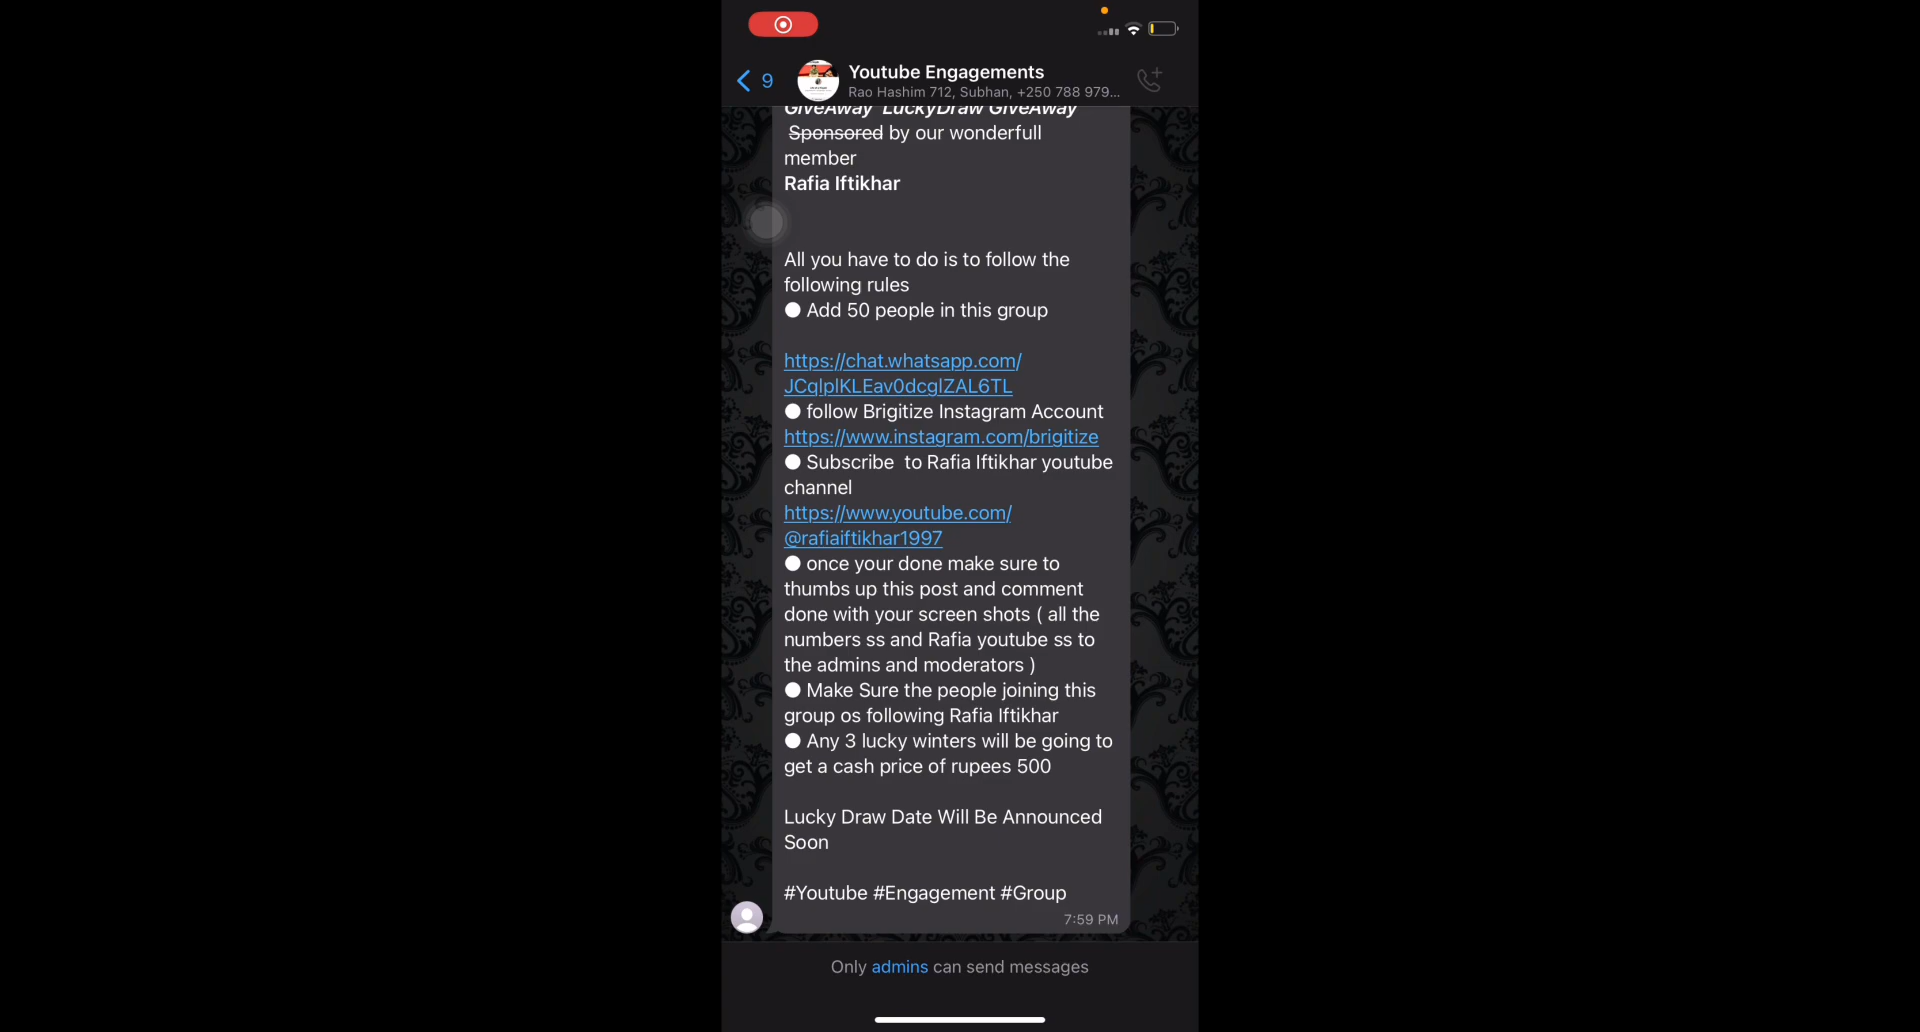 9
Youtube Engagements
Rao Hashim 712, Subhan, +250 788 979...
GiveAway LuckyDraw GiveAway
Sponsored by our wonderfull
member
Rafia Iftikhar
All you have to do is to follow the
following rules
● Add 50 people in this group
https://chat.whatsapp.com/
JCqlplKLEav0dcglZAL6TL
● follow Brigitize Instagram Account
https://www.instagram.com/brigitize
● Subscribe to Rafia Iftikhar youtube
channel
https://www.youtube.com/
@rafiaiftikhar1997
● once your done make sure to
thumbs up this post and comment
done with your screen shots ( all the
numbers ss and Rafia youtube ss to
the admins and moderators )
● Make Sure the people joining this
group os following Rafia Iftikhar
● Any 3 lucky winters will be going to
get a cash price of rupees 500
Lucky Draw Date Will Be Announced
Soon
#Youtube #Engagement #Group
7:59 PM
Only admins can send messages